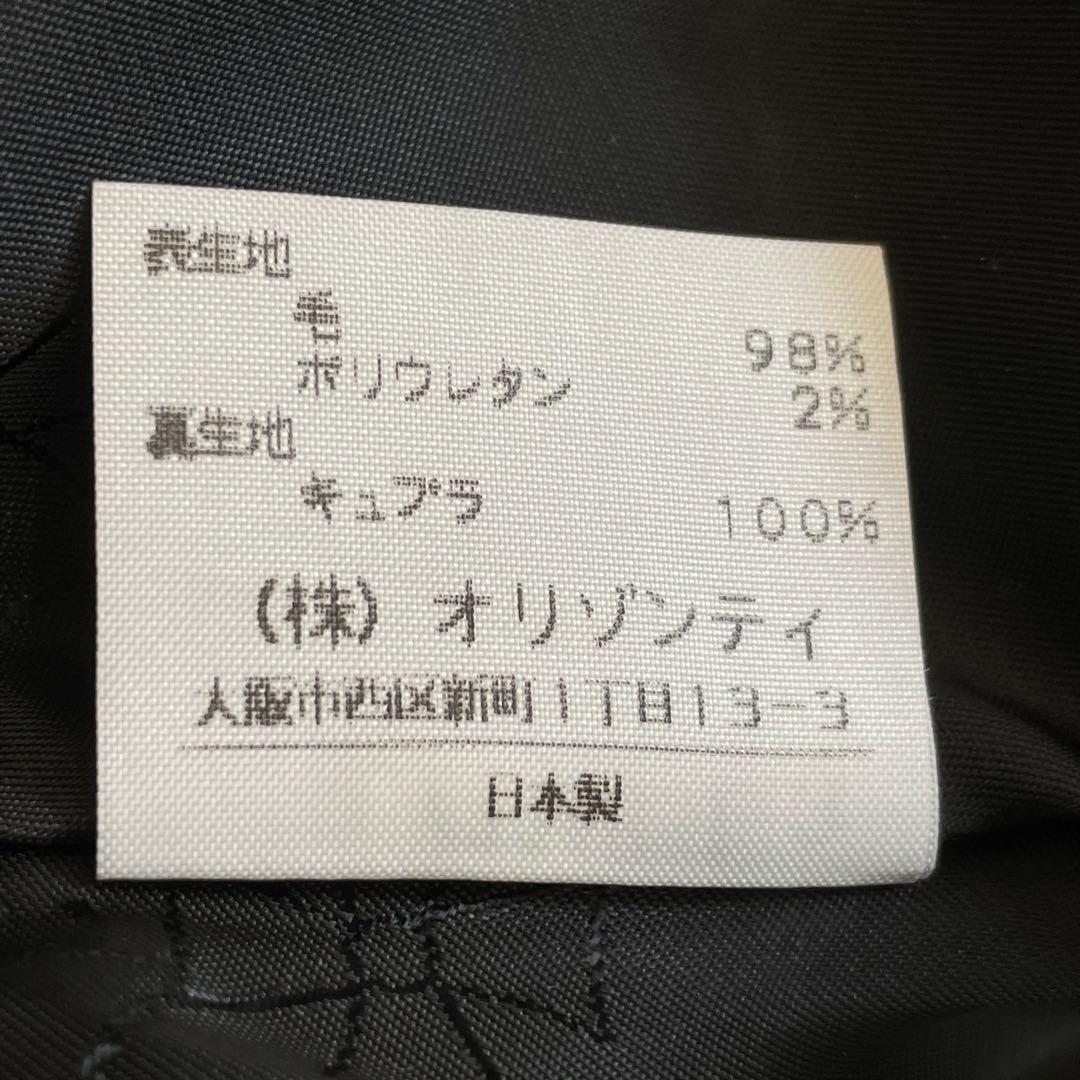 表生地
毛 98%
ポリウレタン 2%
裏生地
キュプラ 100%
(株) オリゾンティ
大阪市西区新町1丁目13-3
日本製